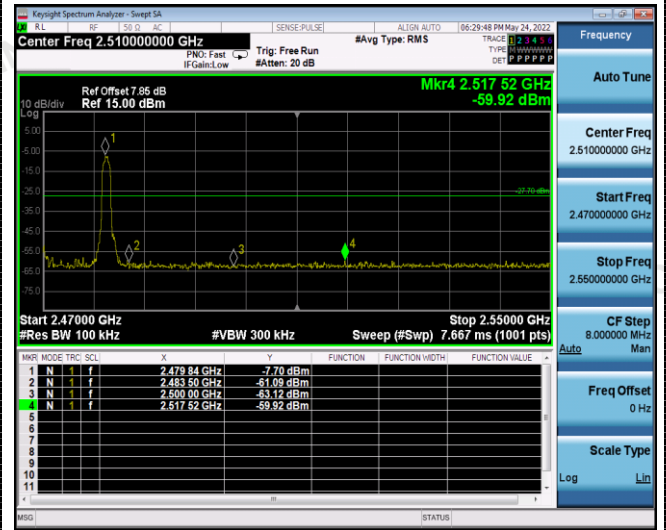 Keysight Spectrum Analyzer - Swept SA
RL RF 50 Ω AC SENSE:PULSE ALIGN AUTO 06:29:48 PM May 24, 2022
Center Freq 2.510000000 GHz #Avg Type: RMS TRACE 1 2 3 4 5 6
PNO: Fast Trig: Free Run TYPE M WWWWW
IFGain:Low #Atten: 20 dB DET P P P P P P
Mkr4 2.517 52 GHz
-59.92 dBm
Ref Offset 7.85 dB
10 dB/div Ref 15.00 dBm
Log
5.00
-5.00
-15.0
-25.0
-35.0
-45.0
-55.0
-65.0
-75.0
1
2
3
4
-27.70 dBm
Start 2.47000 GHz Stop 2.55000 GHz
#Res BW 100 kHz #VBW 300 kHz Sweep (#Swp) 7.667 ms (1001 pts)
MKR MODE TRC SCL X Y FUNCTION FUNCTION WIDTH FUNCTION VALUE
1 N 1 f 2.479 84 GHz -7.70 dBm
2 N 1 f 2.483 50 GHz -61.09 dBm
3 N 1 f 2.500 00 GHz -63.12 dBm
4 N 1 f 2.517 52 GHz -59.92 dBm
5
6
7
8
9
10
11
MSG STATUS
Frequency
Auto Tune
Center Freq
2.510000000 GHz
Start Freq
2.470000000 GHz
Stop Freq
2.550000000 GHz
CF Step
8.000000 MHz
Auto Man
Freq Offset
0 Hz
Scale Type
Log Lin